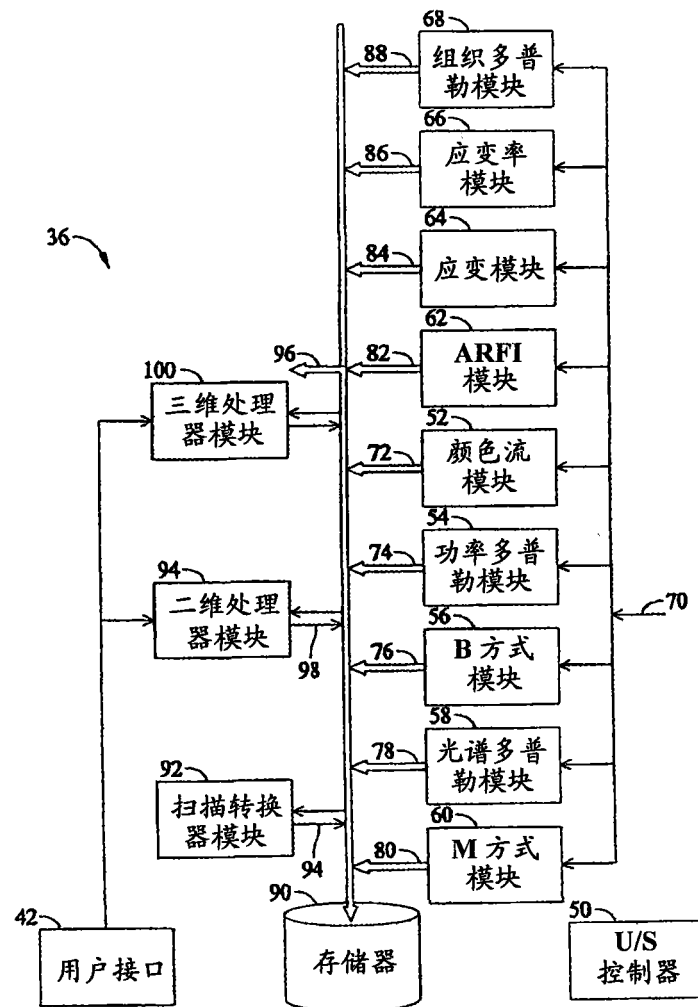 68
88
组织多普
勒模块
66
86
应变率
模块
36
64
84
应变模块
62
96
82
ARFI
模块
100
三维处理
器模块
52
72
颜色流
模块
54
74
功率多普
勒模块
94
二维处理
器模块
98
70
56
76
B 方式
模块
58
78
光谱多普
勒模块
92
扫描转换
器模块
94
60
80
M 方式
模块
90
存储器
42
用户接口
50
U/S
控制器